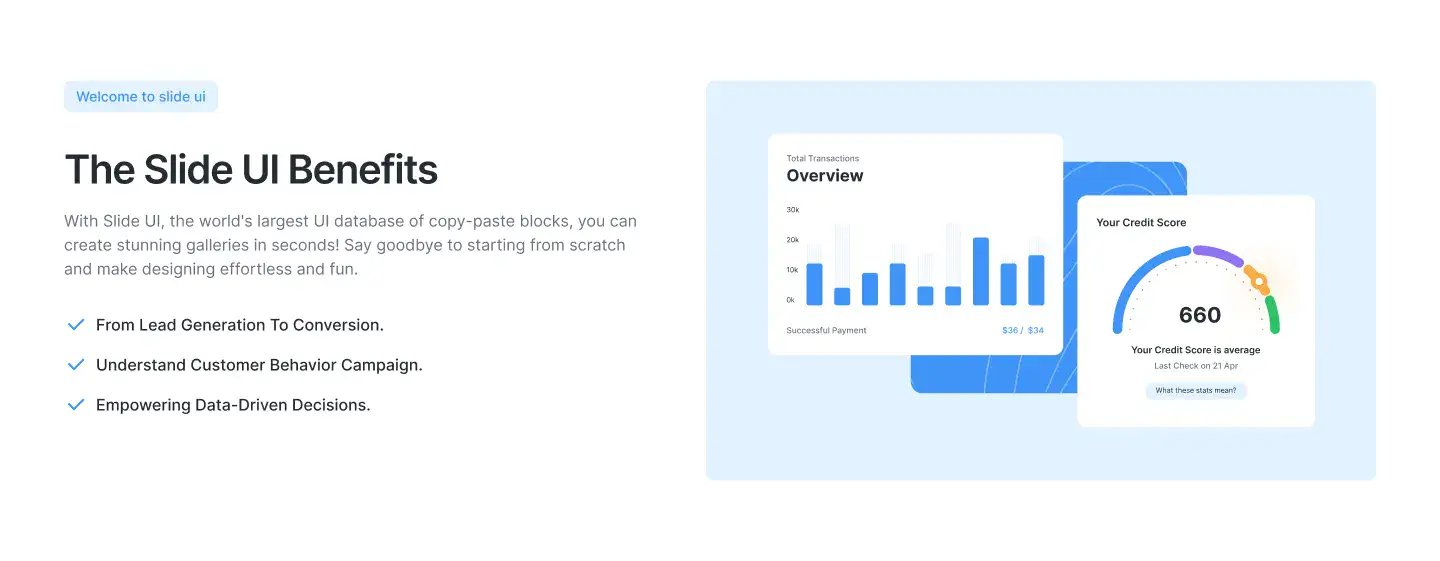 Welcome to slide ui
The Slide UI Benefits
With Slide UI, the world's largest UI database of copy-paste blocks, you can
create stunning galleries in seconds! Say goodbye to starting from scratch
and make designing effortless and fun.
From Lead Generation To Conversion.
Understand Customer Behavior Campaign.
Empowering Data-Driven Decisions.
Total Transactions
Overview
30k
20k
10k
0k
Successful Payment
$36 / $34
Your Credit Score
660
Your Credit Score is average
Last Check on 21 Apr
What these stats mean?